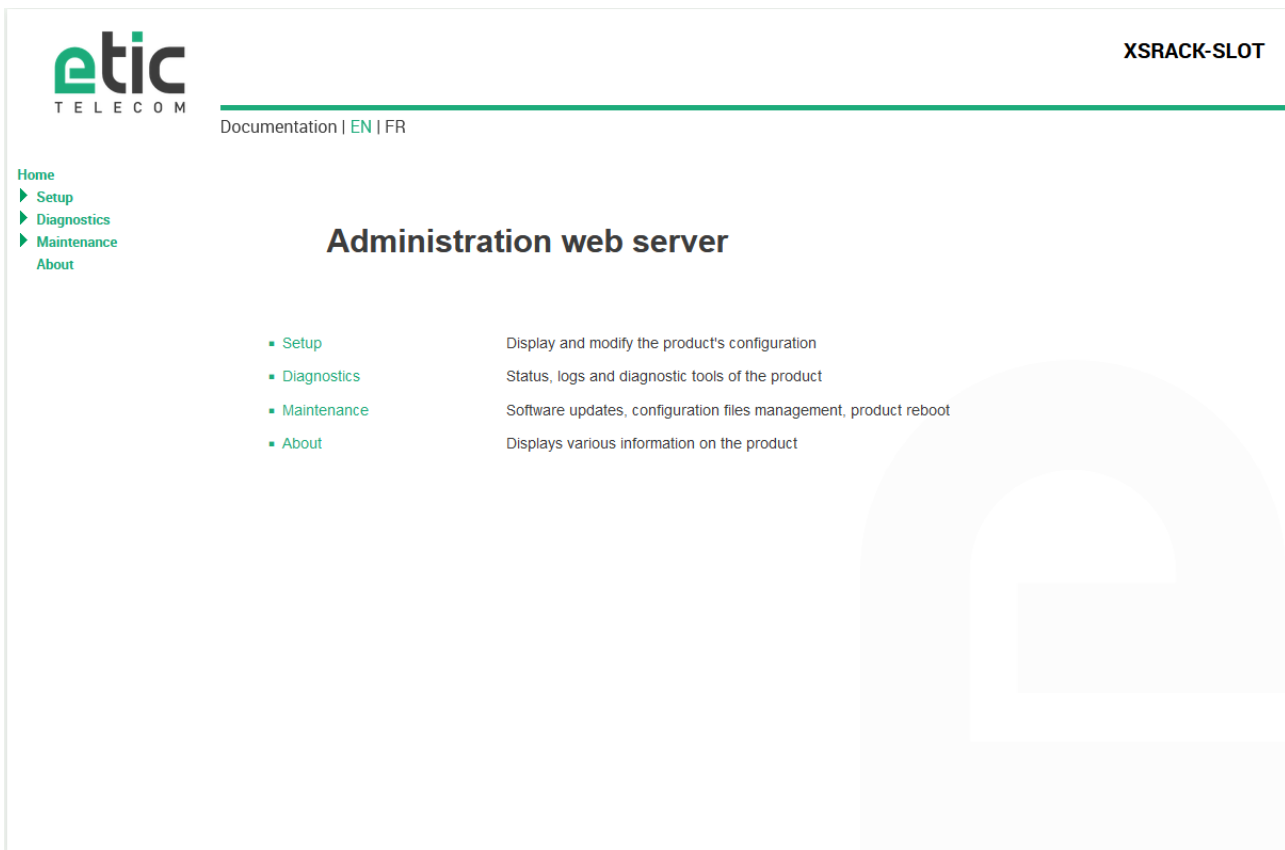 etic
TELECOM
XSRACK-SLOT
Documentation | EN | FR
Home
Setup
Diagnostics
Maintenance
About
Administration web server
Setup Display and modify the product's configuration
Diagnostics Status, logs and diagnostic tools of the product
Maintenance Software updates, configuration files management, product reboot
About Displays various information on the product